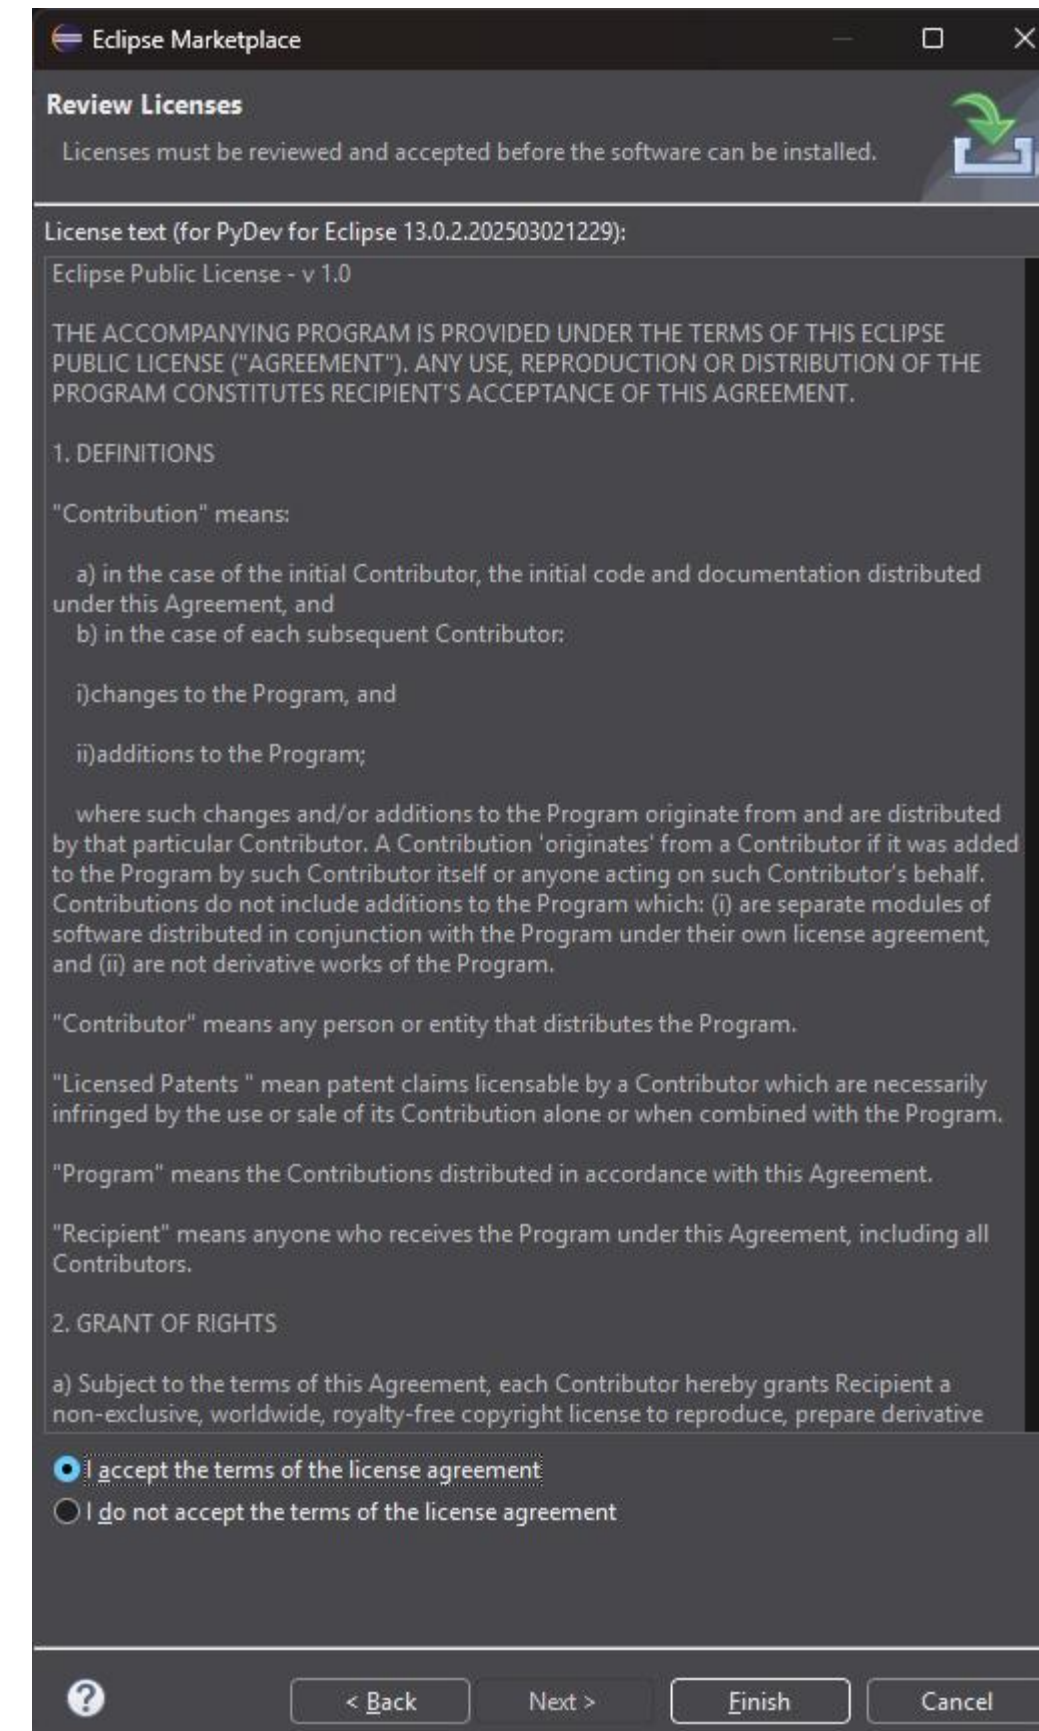 Eclipse Marketplace
Review Licenses
Licenses must be reviewed and accepted before the software can be installed.
License text (for PyDev for Eclipse 13.0.2.202503021229):
Eclipse Public License - v 1.0
THE ACCOMPANYING PROGRAM IS PROVIDED UNDER THE TERMS OF THIS ECLIPSE
PUBLIC LICENSE ("AGREEMENT"). ANY USE, REPRODUCTION OR DISTRIBUTION OF THE
PROGRAM CONSTITUTES RECIPIENT'S ACCEPTANCE OF THIS AGREEMENT.
1. DEFINITIONS
"Contribution" means:
a) in the case of the initial Contributor, the initial code and documentation distributed
under this Agreement, and
b) in the case of each subsequent Contributor:
i)changes to the Program, and
ii)additions to the Program;
where such changes and/or additions to the Program originate from and are distributed
by that particular Contributor. A Contribution 'originates' from a Contributor if it was added
to the Program by such Contributor itself or anyone acting on such Contributor's behalf.
Contributions do not include additions to the Program which: (i) are separate modules of
software distributed in conjunction with the Program under their own license agreement,
and (ii) are not derivative works of the Program.
"Contributor" means any person or entity that distributes the Program.
"Licensed Patents " mean patent claims licensable by a Contributor which are necessarily
infringed by the use or sale of its Contribution alone or when combined with the Program.
"Program" means the Contributions distributed in accordance with this Agreement.
"Recipient" means anyone who receives the Program under this Agreement, including all
Contributors.
2. GRANT OF RIGHTS
a) Subject to the terms of this Agreement, each Contributor hereby grants Recipient a
non-exclusive, worldwide, royalty-free copyright license to reproduce, prepare derivative
I accept the terms of the license agreement
I do not accept the terms of the license agreement
? < Back Next > Finish Cancel